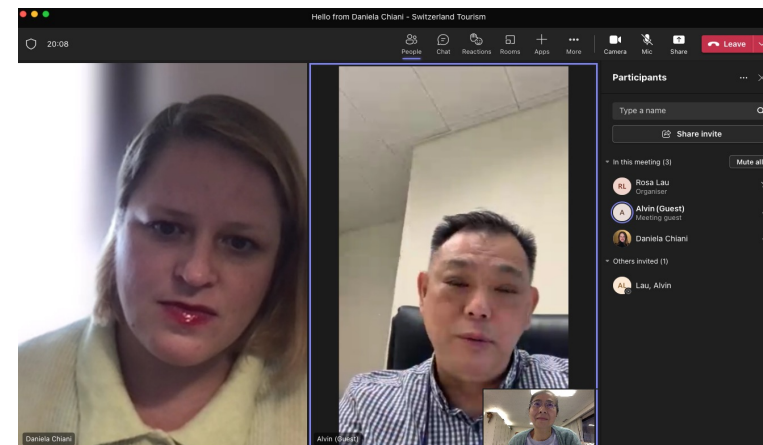 Hello from Daniela Chiani - Switzerland Tourism
20:08
People
Chat
Reactions
Rooms
Apps
More
Camera
Mic
Share
Leave
Daniela Chiani
Alvin (Guest)
Participants
Type a name
Share invite
In this meeting (3)
Mute all
RL
Rosa Lau
Organiser
A
Alvin (Guest)
Meeting guest
Daniela Chiani
Others invited (1)
AL
Lau, Alvin